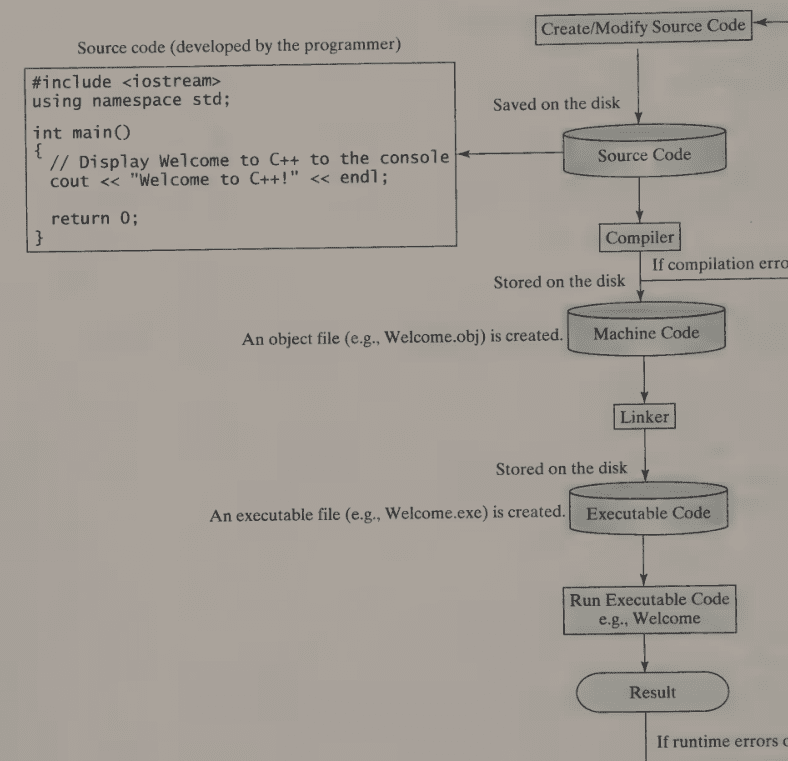 Create/Modify Source Code
Source code (developed by the programmer)
#include <iostream>
using namespace std;
int main()
{
// Display Welcome to C++ to the console
cout << "Welcome to C++!" << endl;
return 0;
}
Saved on the disk
Source Code
Compiler
If compilation
Stored on the disk
An object file (e.g., Welcome.obj) is created.
Machine Code
Linker
Stored on the disk
An executable file (e.g., Welcome.exe) is created.
Executable Code
Run Executable Code
e.g., Welcome
Result
If runtime errors